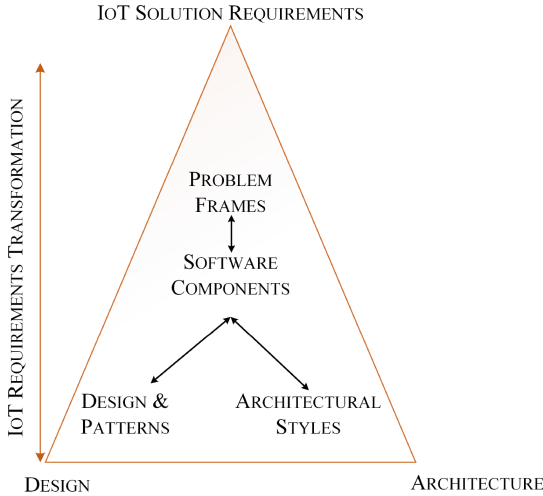 IoT Solution Requirements
IoT Requirements Transformation
Problem
Frames
Software
Components
Design &
Patterns
Architectural
Styles
Design
Architecture